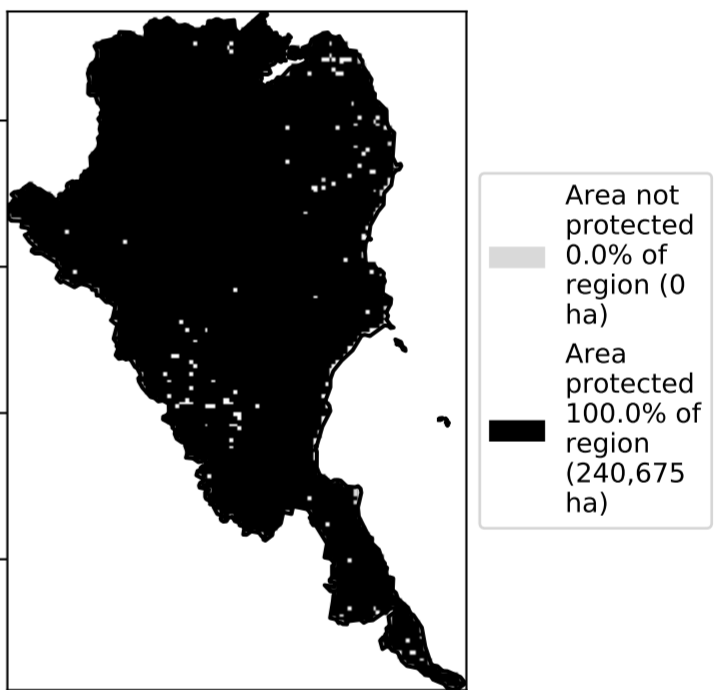 Area not
protected
0.0% of
region (0
ha)
Area
protected
100.0% of
region
(240,675
ha)